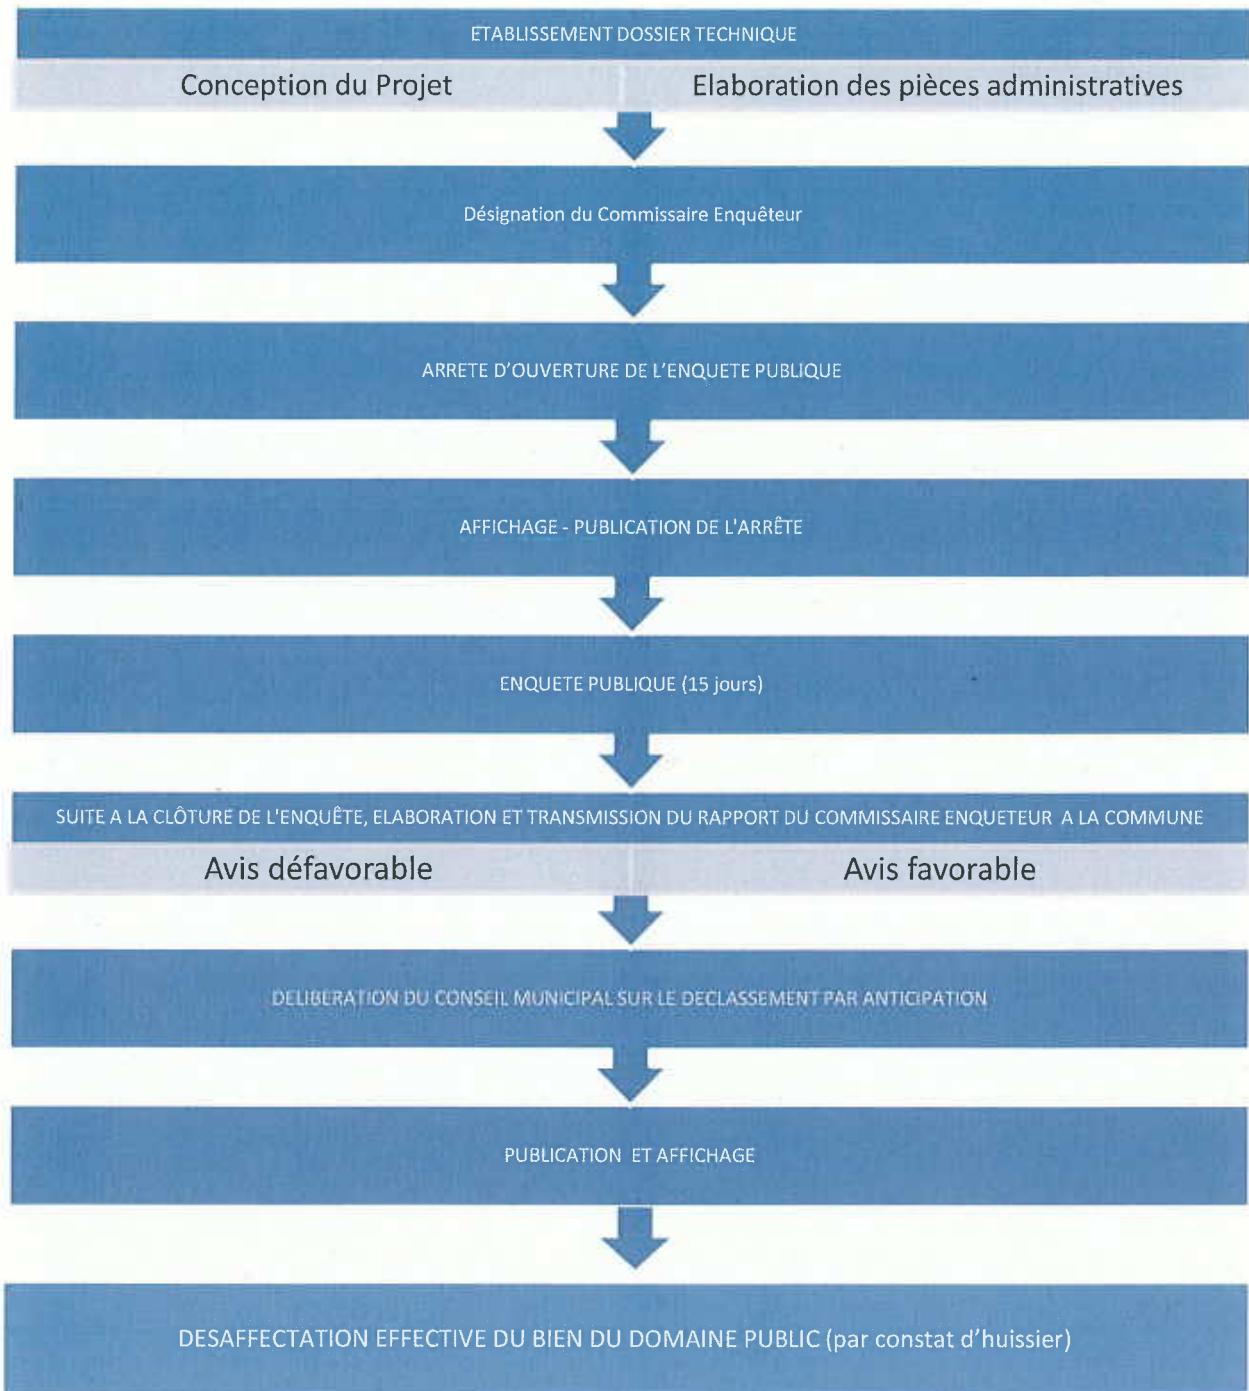 ETABLISSEMENT DOSSIER TECHNIQUE
Conception du Projet
Elaboration des pièces administratives
Désignation du Commissaire Enquêteur
ARRETE D'OUVERTURE DE L'ENQUETE PUBLIQUE
AFFICHAGE - PUBLICATION DE L'ARRÊTE
ENQUETE PUBLIQUE (15 jours)
SUITE A LA CLÔTURE DE L'ENQUÊTE, ELABORATION ET TRANSMISSION DU RAPPORT DU COMMISSAIRE ENQUETEUR A LA COMMUNE
Avis défavorable
Avis favorable
DELIBERATION DU CONSEIL MUNICIPAL SUR LE DECLASSEMENT PAR ANTICIPATION
PUBLICATION ET AFFICHAGE
DESAFFECTATION EFFECTIVE DU BIEN DU DOMAINE PUBLIC (par constat d'huissier)